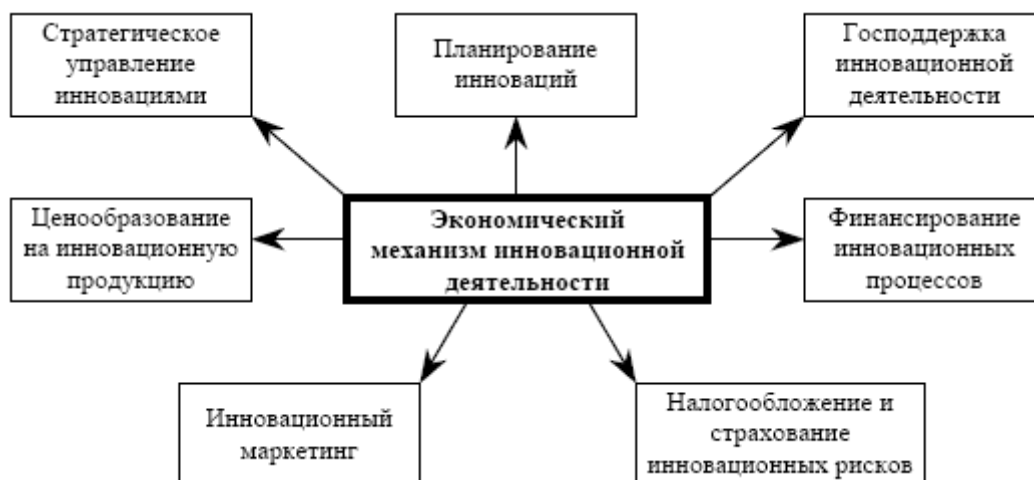 Стратегическое
управление
инновациями
Планирование
инноваций
Господдержка
инновационной
деятельности
Ценообразование
на инновационную
продукцию
Экономический
механизм инновационной
деятельности
Финансирование
инновационных
процессов
Инновационный
маркетинг
Налогообложение и
страхование
инновационных рисков